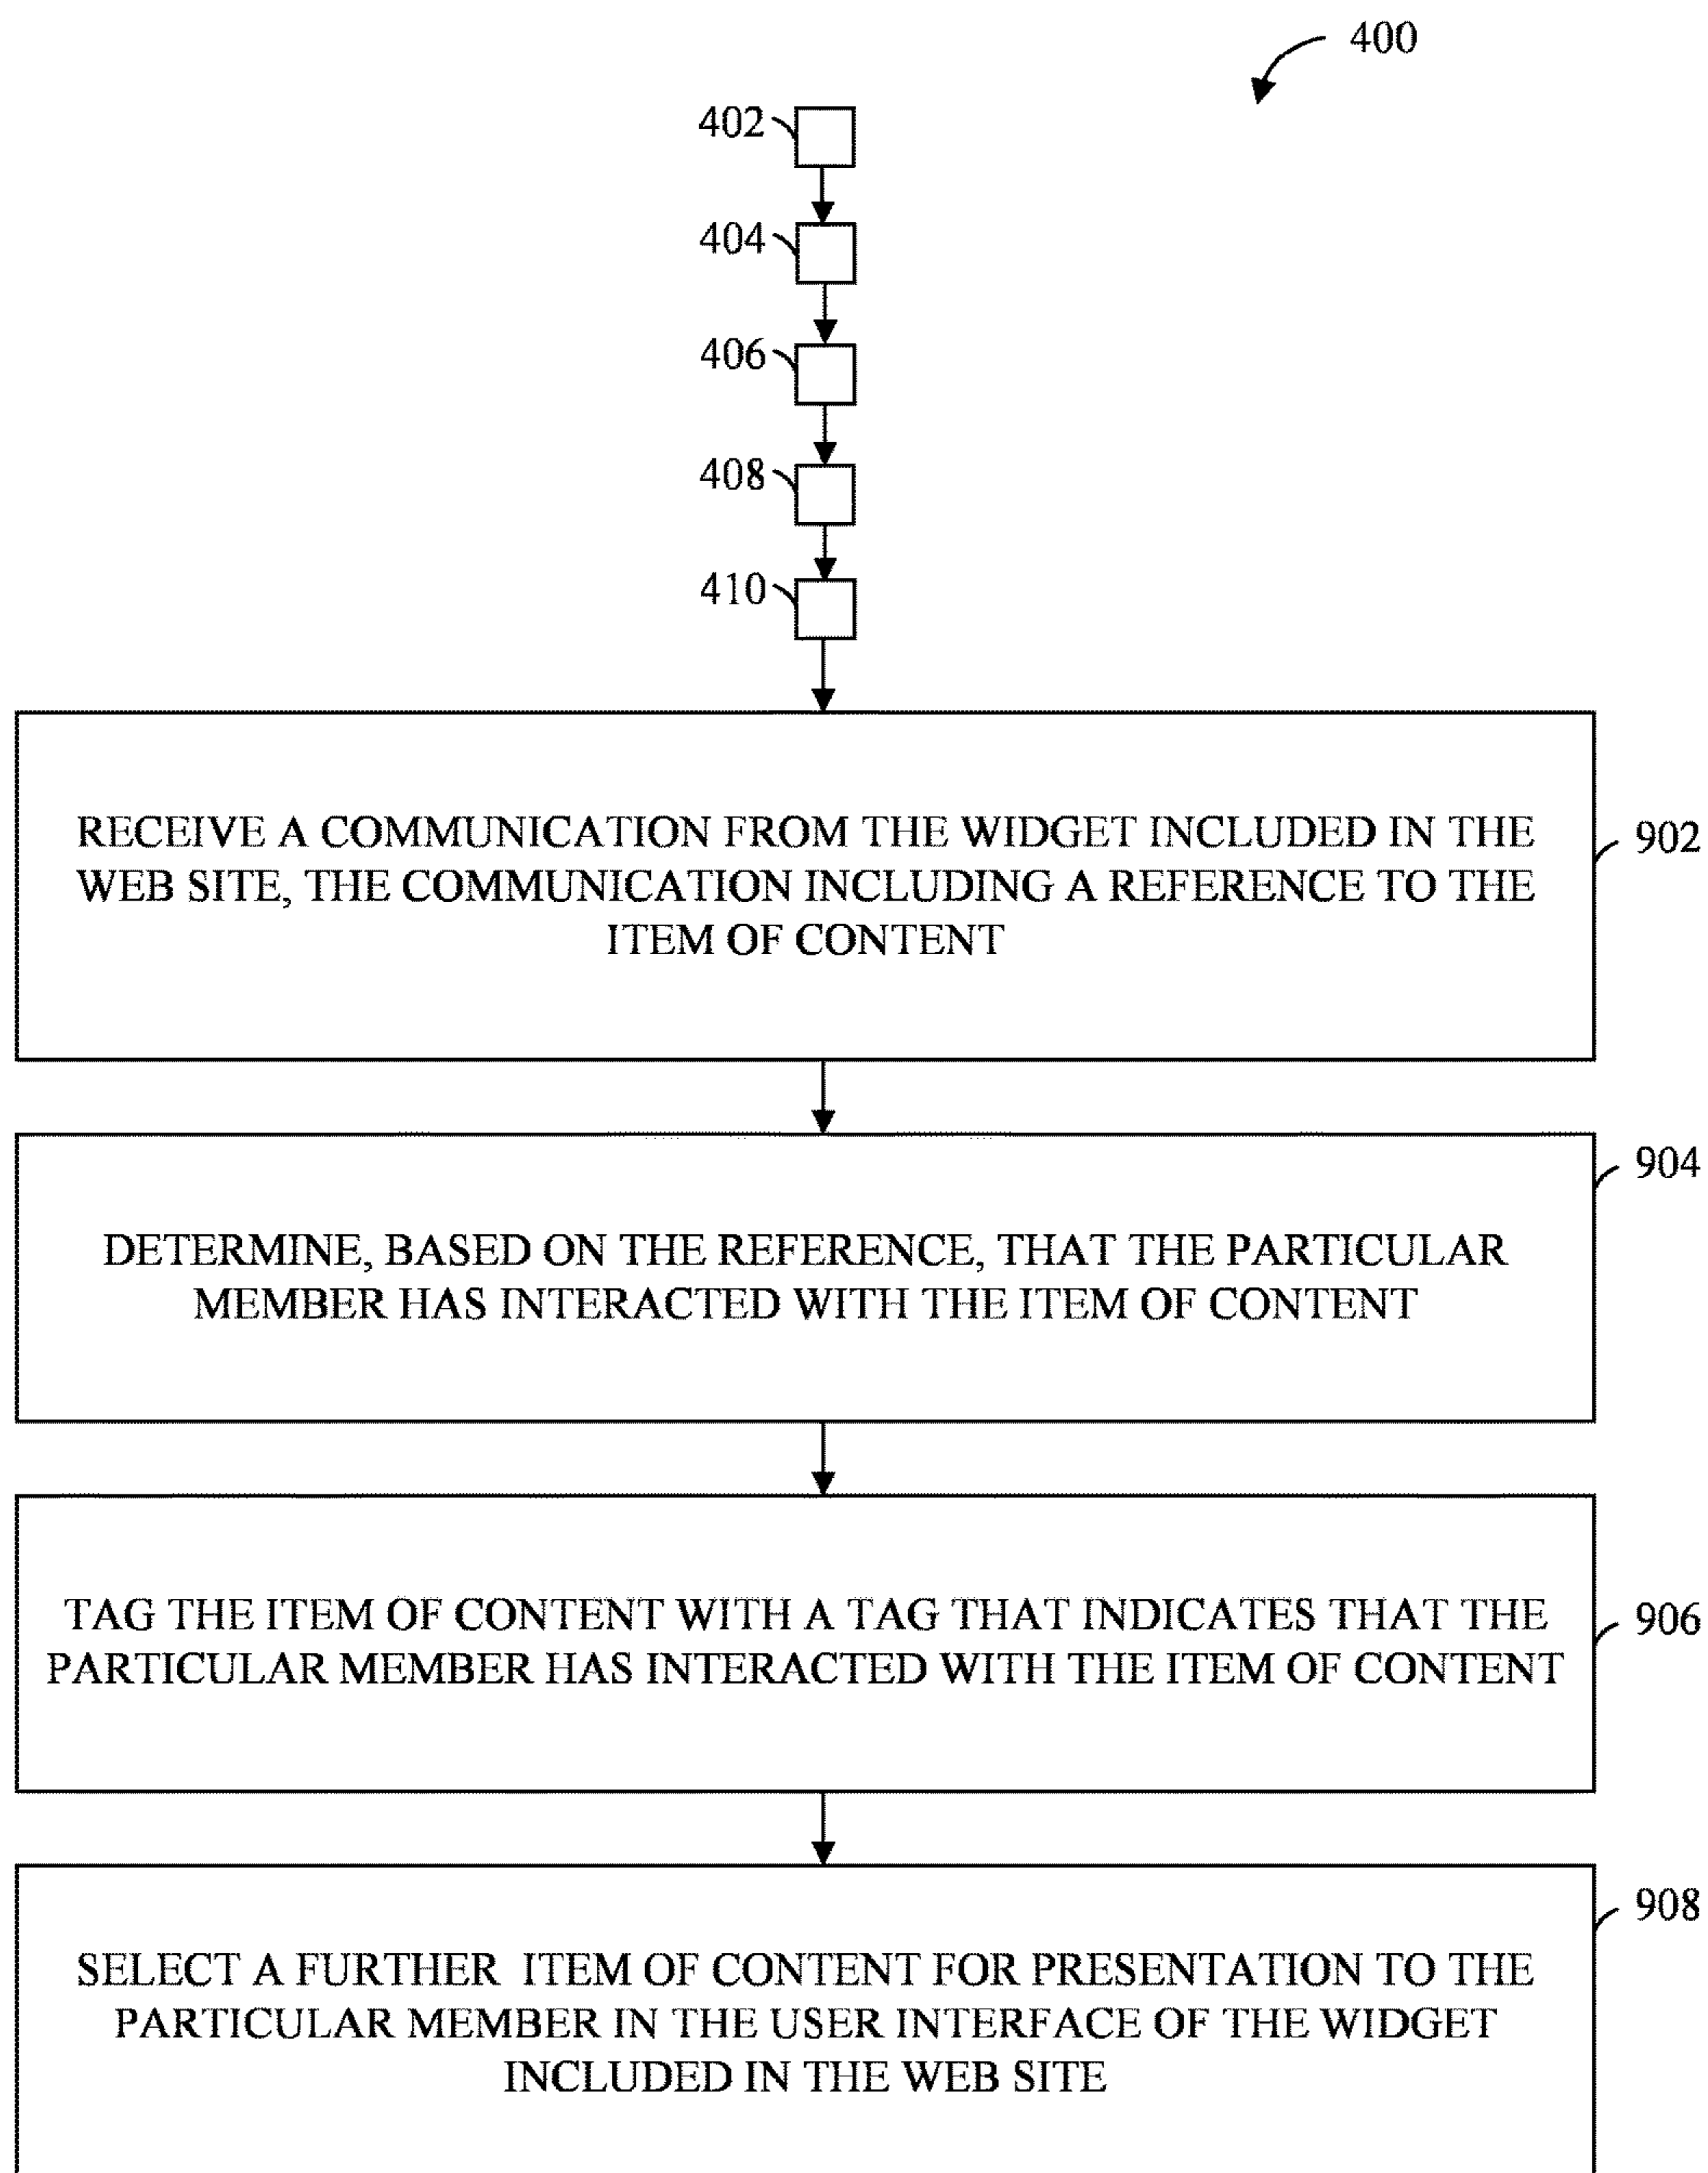 400
402
404
406
408
410
RECEIVE A COMMUNICATION FROM THE WIDGET INCLUDED IN THE
WEB SITE, THE COMMUNICATION INCLUDING A REFERENCE TO THE
ITEM OF CONTENT
902
DETERMINE, BASED ON THE REFERENCE, THAT THE PARTICULAR
MEMBER HAS INTERACTED WITH THE ITEM OF CONTENT
904
TAG THE ITEM OF CONTENT WITH A TAG THAT INDICATES THAT THE
PARTICULAR MEMBER HAS INTERACTED WITH THE ITEM OF CONTENT
906
SELECT A FURTHER ITEM OF CONTENT FOR PRESENTATION TO THE
PARTICULAR MEMBER IN THE USER INTERFACE OF THE WIDGET
INCLUDED IN THE WEB SITE
908